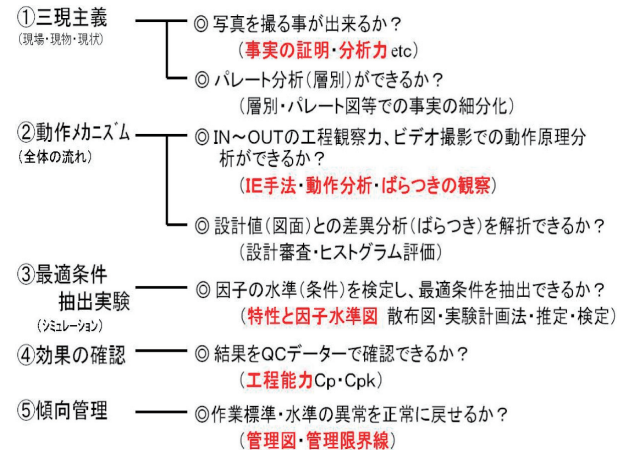 ①三現主義
(現場・現物・現状)
◎ 写真を撮る事が出来るか?
(事実の証明・分析力 etc)
◎ パレート分析(層別)ができるか?
(層別・パレート図等での事実の細分化)
②動作メカニズム
(全体の流れ)
◎ IN～OUTの工程観察力、ビデオ撮影での動作原理分
析ができるか?
(IE手法・動作分析・ばらつきの観察)
◎ 設計値(図面)との差異分析(ばらつき)を解折できるか?
(設計審査・ヒストグラム評価)
③最適条件
抽出実験
(シミュレーション)
◎ 因子の水準(条件)を検定し、最適条件を抽出できるか?
(特性と因子水準図 散布図・実験計画法・推定・検定)
④効果の確認
◎ 結果をQCデーターで確認できるか?
(工程能力Cp・Cpk)
⑤傾向管理
◎作業標準・水準の異常を正常に戻せるか?
(管理図・管理限界線)